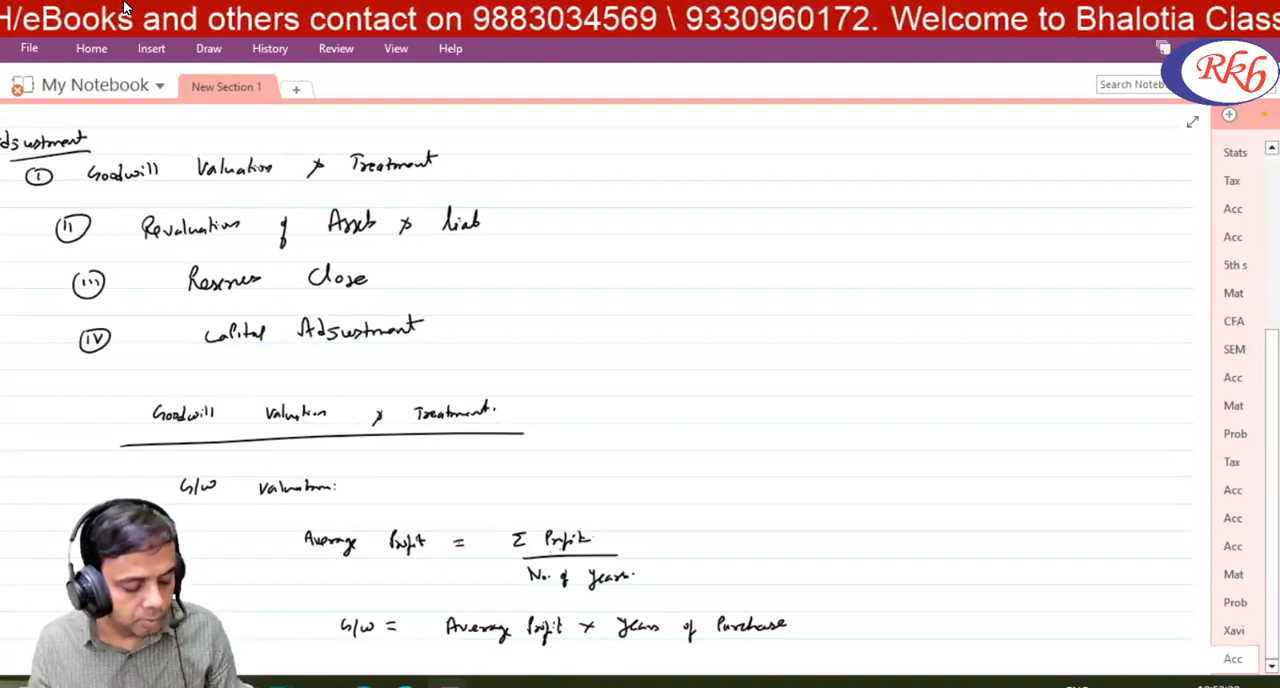 H/eBooks and others contact on 9883034569 \ 9330960172. Welcome to Bhalotia Class
File Home Insert Draw History Review View Help
Rkb
My Notebook New Section 1 + Search Noteb
Adjustment
(i) Goodwill Valuation & Treatment
(ii) Revaluation of Asset & Liab
(iii) Reserves Close
(iv) Capital Adjustment
Goodwill Valuation & Treatment.
G/W Valuation:
Average Profit = Σ Profit
No. of Years.
G/W = Average Profit × Years of Purchase
Stats
Tax
Acc
Acc
5th s
Mat
CFA
SEM
Acc
Mat
Prob
Tax
Acc
Acc
Acc
Mat
Prob
Xavi
Acc